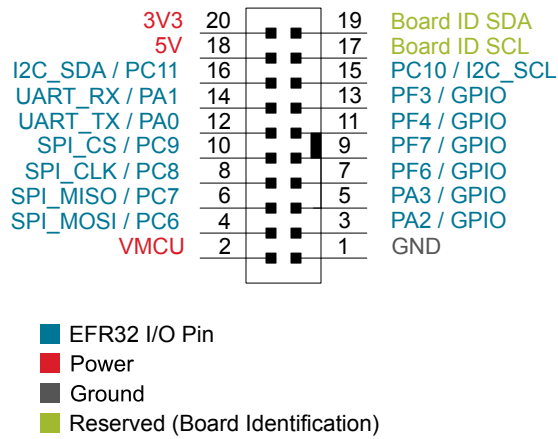 3V3 20 19 Board ID SDA
5V 18 17 Board ID SCL
I2C_SDA / PC11 16 15 PC10 / I2C_SCL
UART_RX / PA1 14 13 PF3 / GPIO
UART_TX / PA0 12 11 PF4 / GPIO
SPI_CS / PC9 10 9 PF7 / GPIO
SPI_CLK / PC8 8 7 PF6 / GPIO
SPI_MISO / PC7 6 5 PA3 / GPIO
SPI_MOSI / PC6 4 3 PA2 / GPIO
VMCU 2 1 GND
EFR32 I/O Pin
Power
Ground
Reserved (Board Identification)